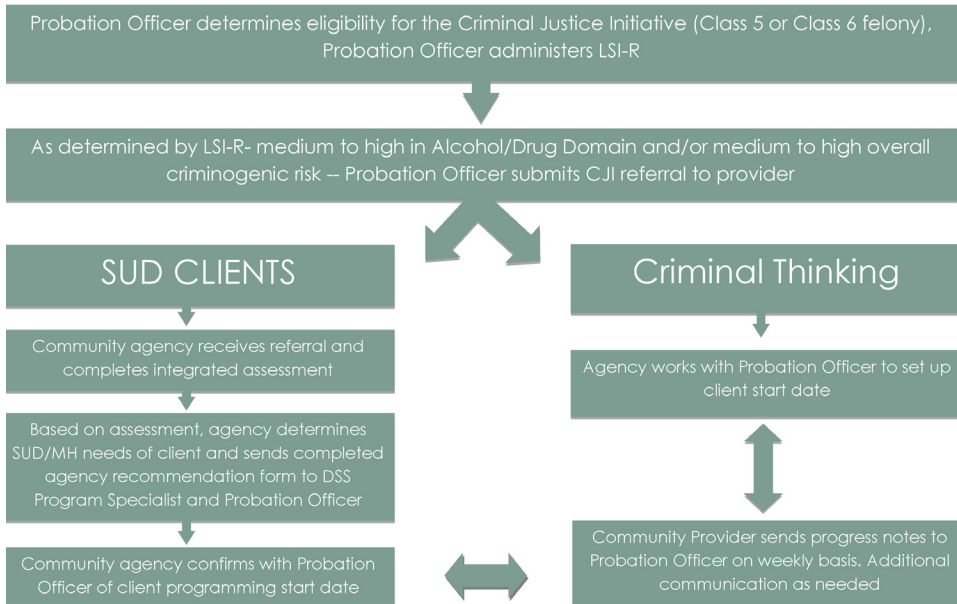 Probation Officer determines eligibility for the Criminal Justice Initiative (Class 5 or Class 6 felony),
Probation Officer administers LSI-R
As determined by LSI-R- medium to high in Alcohol/Drug Domain and/or medium to high overall
criminogenic risk -- Probation Officer submits CJI referral to provider
SUD CLIENTS
Community agency receives referral and
completes integrated assessment
Based on assessment, agency determines
SUD/MH needs of client and sends completed
agency recommendation form to DSS
Program Specialist and Probation Officer
Community agency confirms with Probation
Officer of client programming start date
Criminal Thinking
Agency works with Probation Officer to set up
client start date
Community Provider sends progress notes to
Probation Officer on weekly basis. Additional
communication as needed